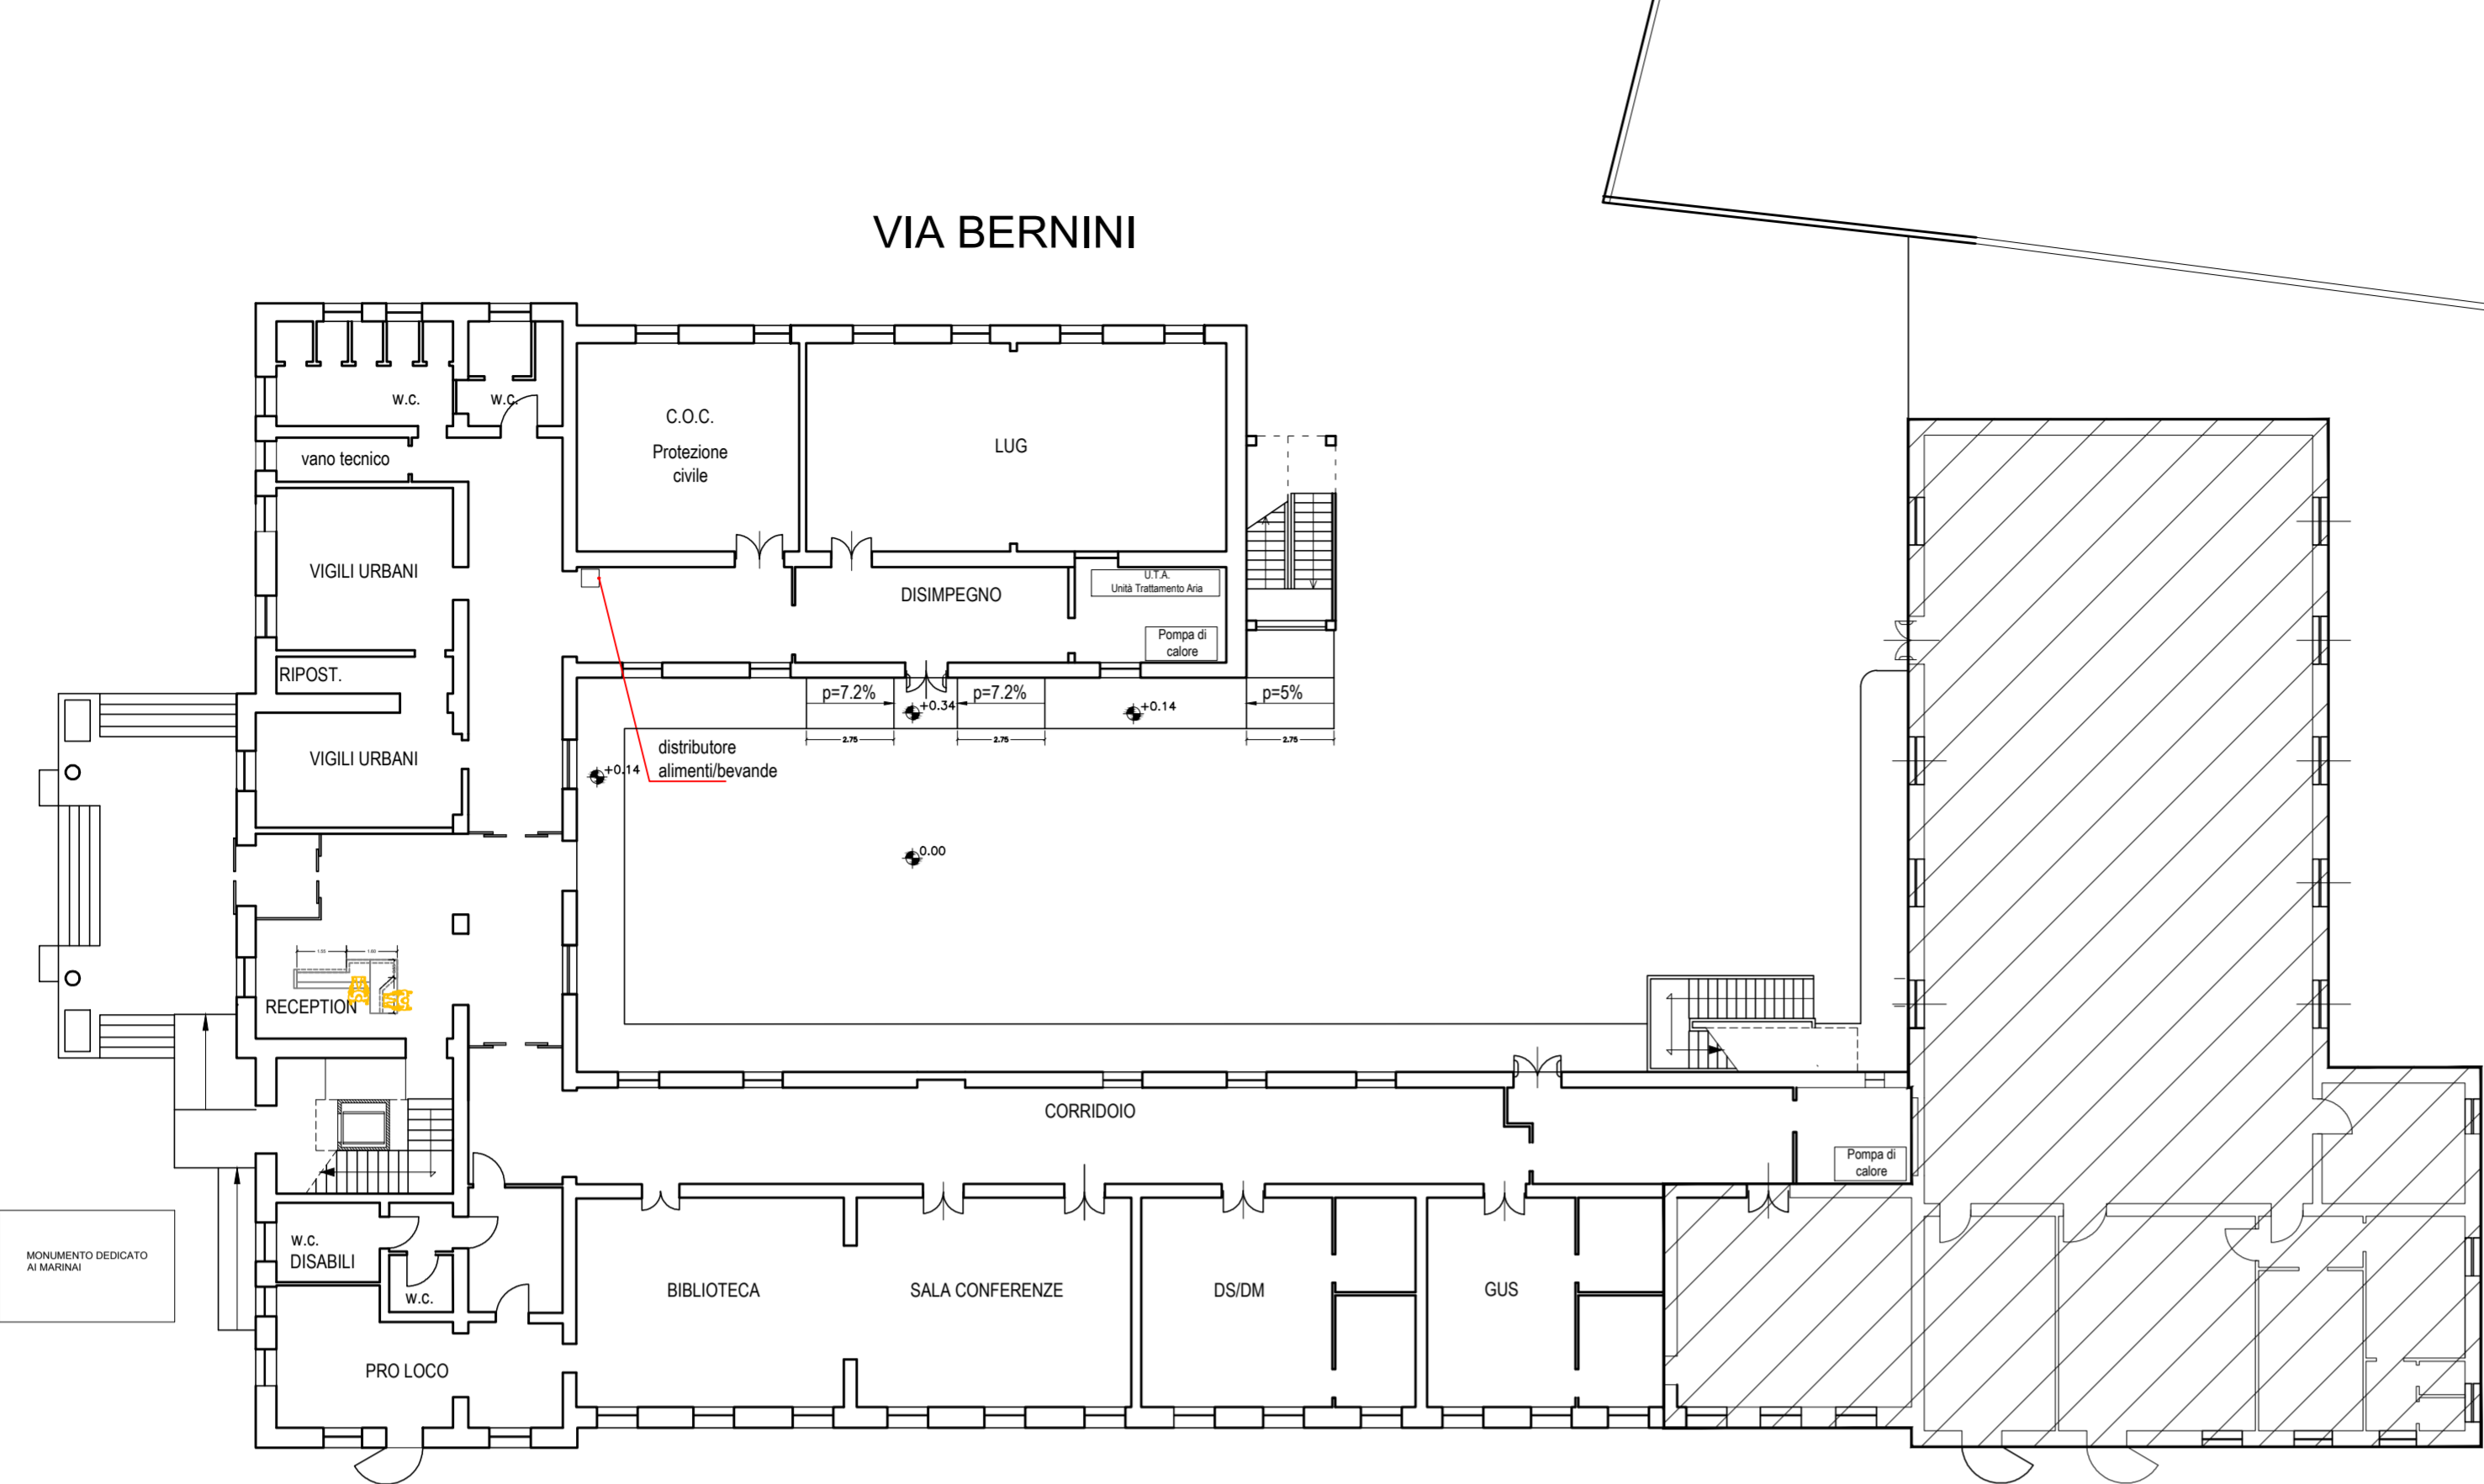 VIA BERNINI
w.c.
w.c.
vano tecnico
C.O.C.
Protezione
civile
LUG
VIGILI URBANI
DISIMPEGNO
U.T.A.
Unità Trattamento Aria
Pompa di
calore
RIPOST.
p=7.2%
p=7.2%
p=5%
+0.34
+0.14
2.75
2.75
2.75
VIGILI URBANI
distributore
alimenti/bevande
+0.14
0.00
RECEPTION
CORRIDOIO
Pompa di
calore
MONUMENTO DEDICATO
AI MARINAI
w.c.
DISABILI
w.c.
BIBLIOTECA
SALA CONFERENZE
DS/DM
GUS
PRO LOCO